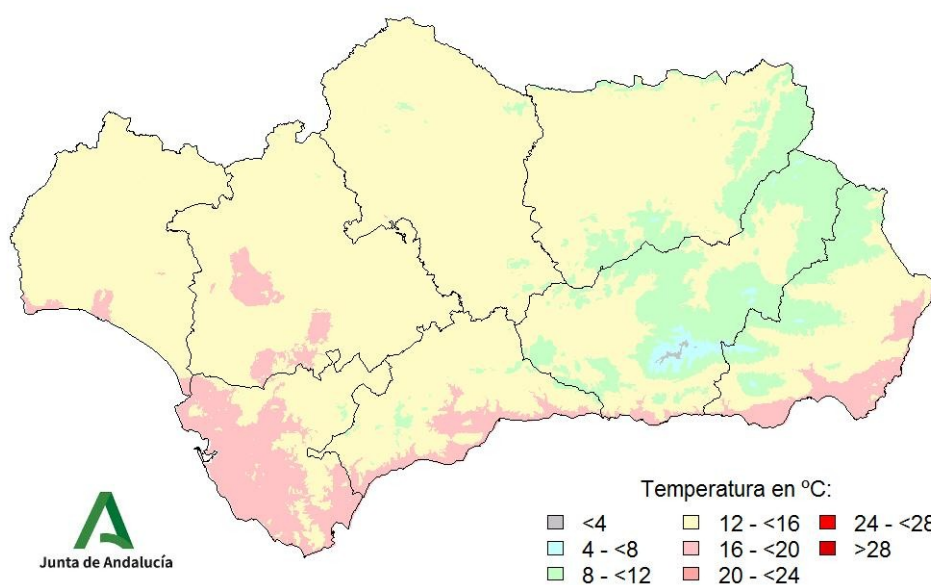 Temperatura en ºC:
<4 12 - <16 24 - <28
4 - <8 16 - <20 >28
8 - <12 20 - <24
Junta de Andalucía